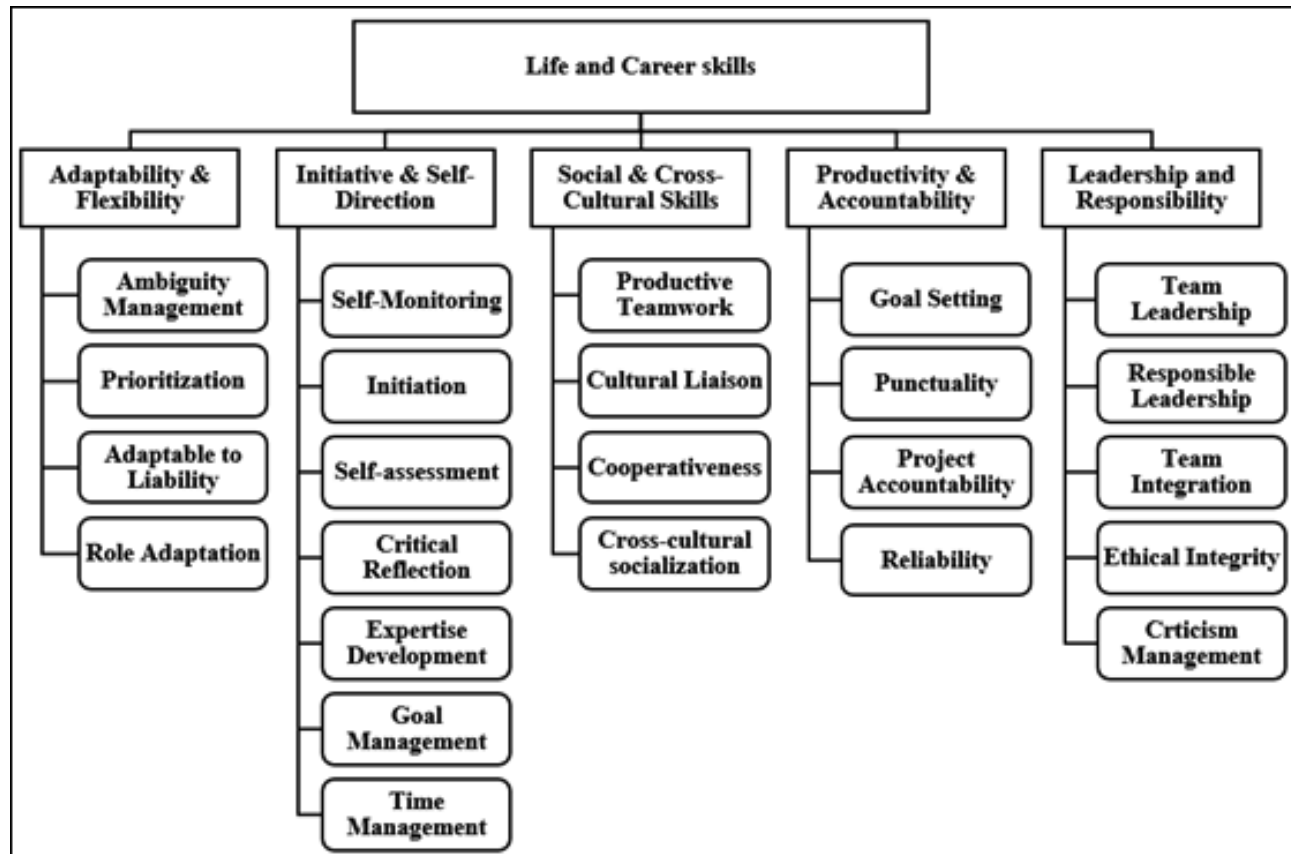 Life and Career skills
Adaptability &
Flexibility
Ambiguity
Management
Prioritization
Adaptable to
Liability
Role Adaptation
Initiative & Self-
Direction
Self-Monitoring
Initiation
Self-assessment
Critical
Reflection
Expertise
Development
Goal
Management
Time
Management
Social & Cross-
Cultural Skills
Productive
Teamwork
Cultural Liaison
Cooperativeness
Cross-cultural
socialization
Productivity &
Accountability
Goal Setting
Punctuality
Project
Accountability
Reliability
Leadership and
Responsibility
Team
Leadership
Responsible
Leadership
Team
Integration
Ethical Integrity
Crticism
Management